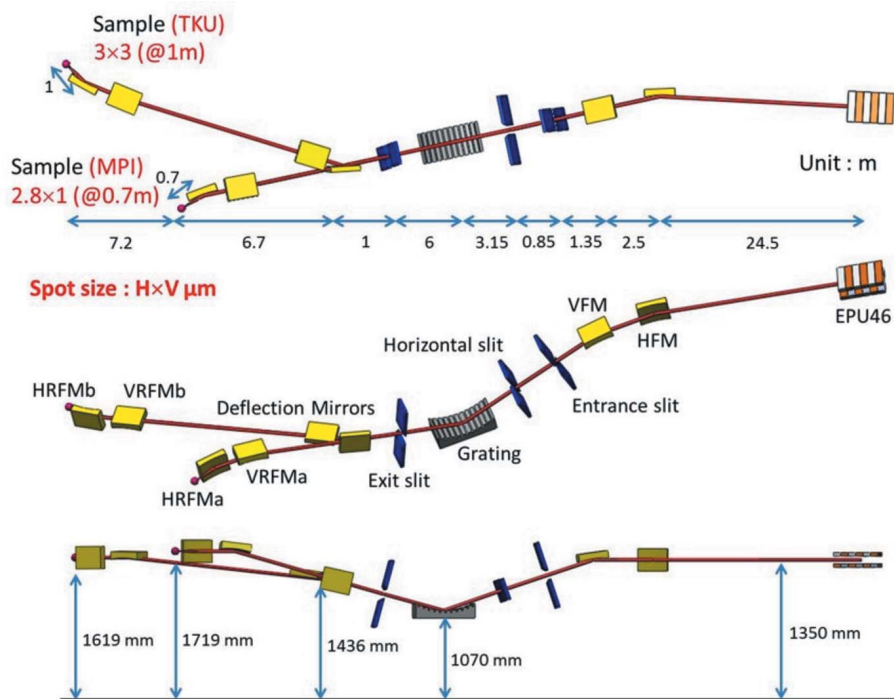 Sample (TKU)
3×3 (@1m)
1
Sample (MPI)
2.8×1 (@0.7m)
0.7
Unit : m
7.2 6.7 1 6 3.15 0.85 1.35 2.5 24.5
Spot size : H×V µm
EPU46
VFM
HFM
Horizontal slit
Entrance slit
HRFMb
VRFMb
Deflection Mirrors
Grating
Exit slit
VRFMa
HRFMa
1619 mm
1719 mm
1436 mm
1070 mm
1350 mm